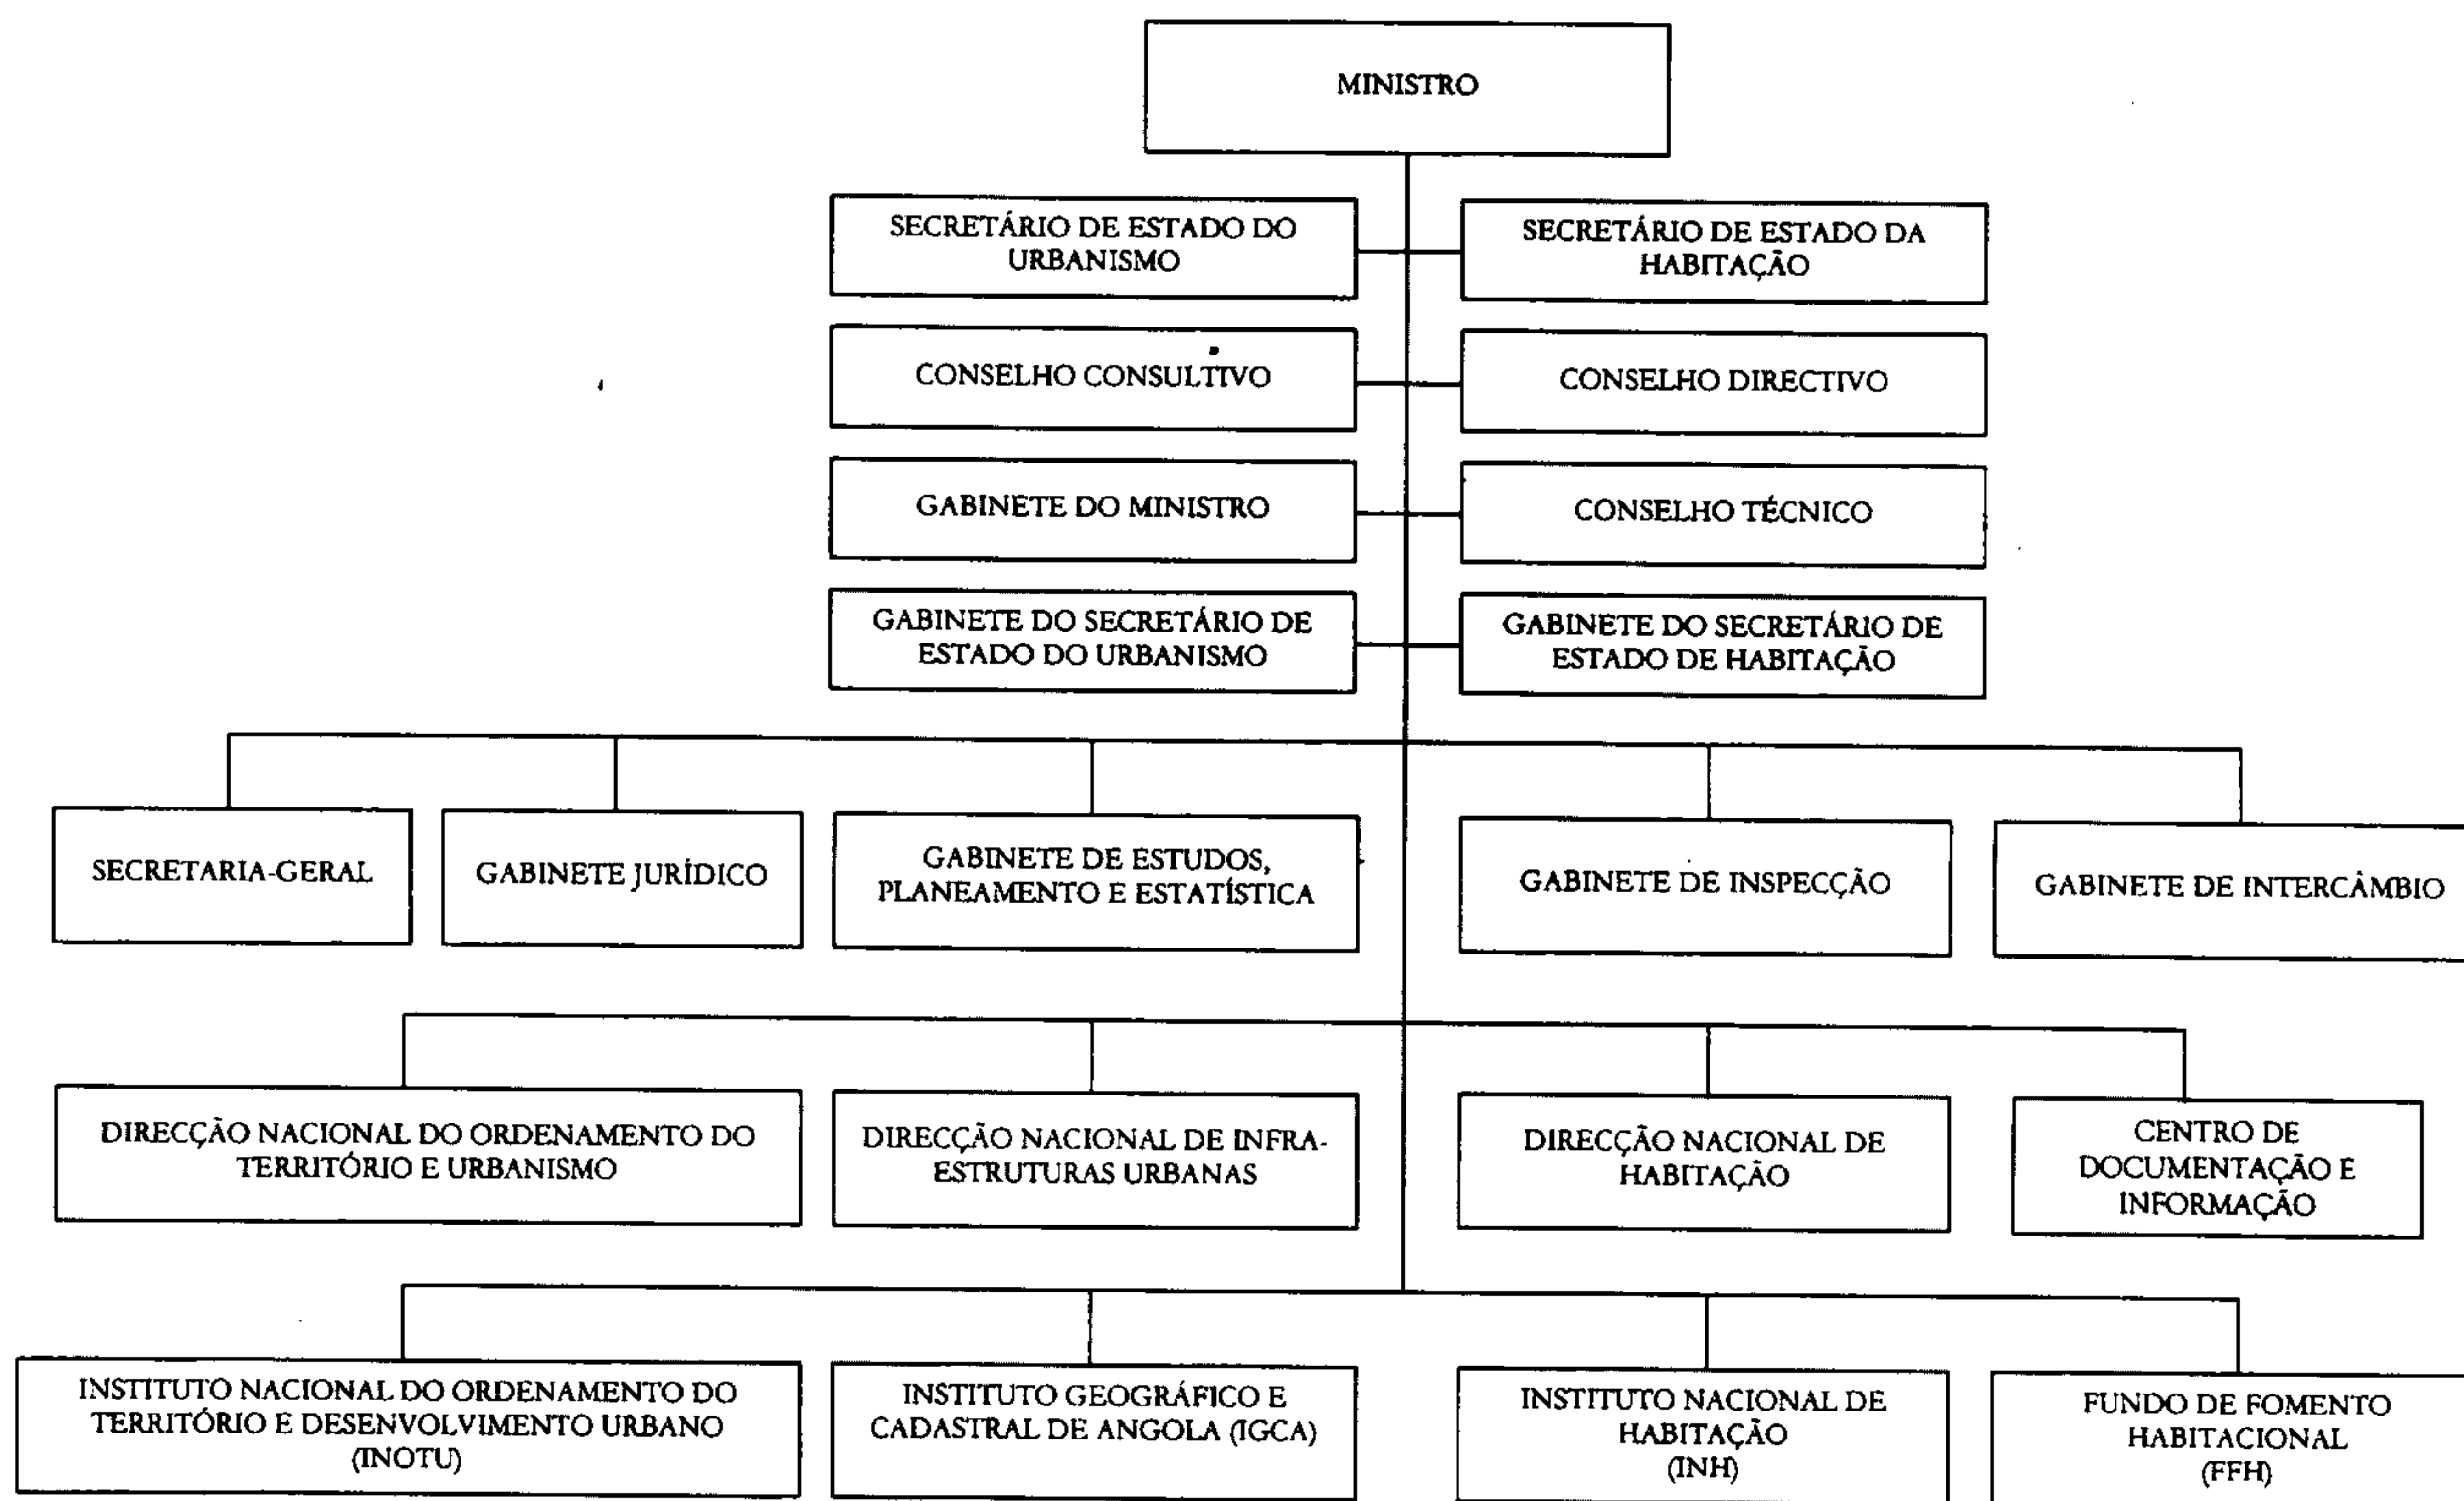 MINISTRO
SECRETÁRIO DE ESTADO DO
URBANISMO
SECRETÁRIO DE ESTADO DA
HABITAÇÃO
CONSELHO CONSULTIVO
CONSELHO DIRECTIVO
GABINETE DO MINISTRO
CONSELHO TÉCNICO
GABINETE DO SECRETÁRIO DE
ESTADO DO URBANISMO
GABINETE DO SECRETÁRIO DE
ESTADO DE HABITAÇÃO
SECRETARIA-GERAL
GABINETE JURÍDICO
GABINETE DE ESTUDOS,
PLANEAMENTO E ESTATÍSTICA
GABINETE DE INSPECÇÃO
GABINETE DE INTERCÂMBIO
DIRECÇÃO NACIONAL DO ORDENAMENTO DO
TERRITÓRIO E URBANISMO
DIRECÇÃO NACIONAL DE INFRA-
ESTRUTURAS URBANAS
DIRECÇÃO NACIONAL DE
HABITAÇÃO
CENTRO DE
DOCUMENTAÇÃO E
INFORMAÇÃO
INSTITUTO NACIONAL DO ORDENAMENTO DO
TERRITÓRIO E DESENVOLVIMENTO URBANO
(INOTU)
INSTITUTO GEOGRÁFICO E
CADASTRAL DE ANGOLA (IGCA)
INSTITUTO NACIONAL DE
HABITAÇÃO
(INH)
FUNDO DE FOMENTO
HABITACIONAL
(FFH)